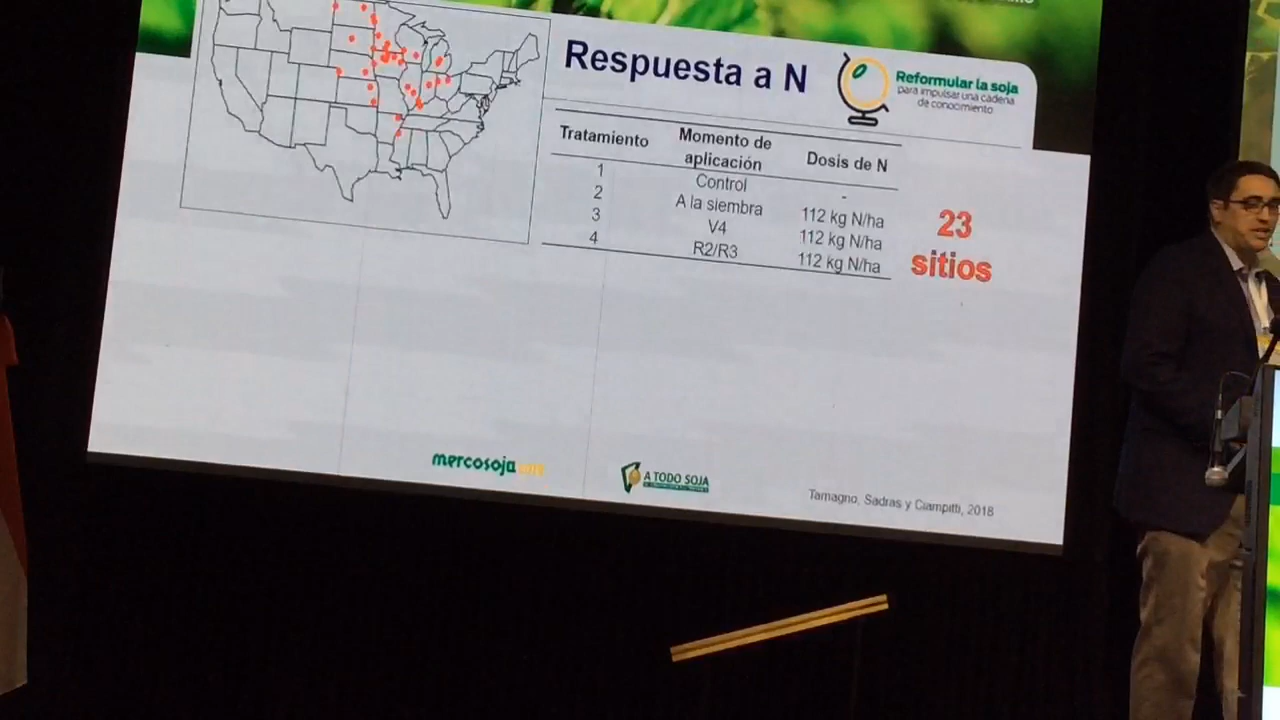 Respuesta a N
Reformular la soja
para impulsar una cadena
de conocimiento
Tratamiento Momento de aplicación Dosis de N
1 Control -
2 A la siembra 112 kg N/ha
3 V4 112 kg N/ha
4 R2/R3 112 kg N/ha
23
sitios
mercosoja
A TODO SOJA
Tamagno, Sadras y Ciampitti, 2018